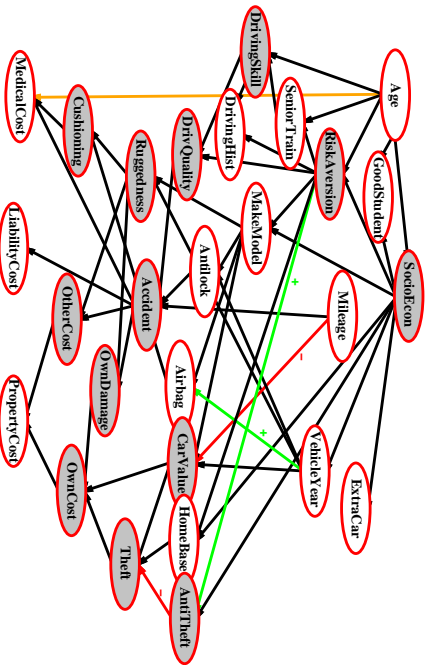 Age
SocioEcon
GoodStudent
ExtraCar
Mileage
RiskAversion
VehicleYear
−
+
SeniorTrain
+
DrivingSkill
MakeModel
DrivingHist
Antilock
DrivQuality
Airbag
CarValue
HomeBase
AntiTheft
−
Ruggedness
Accident
Theft
OwnDamage
Cushioning
OtherCost
OwnCost
MedicalCost
LiabilityCost
PropertyCost